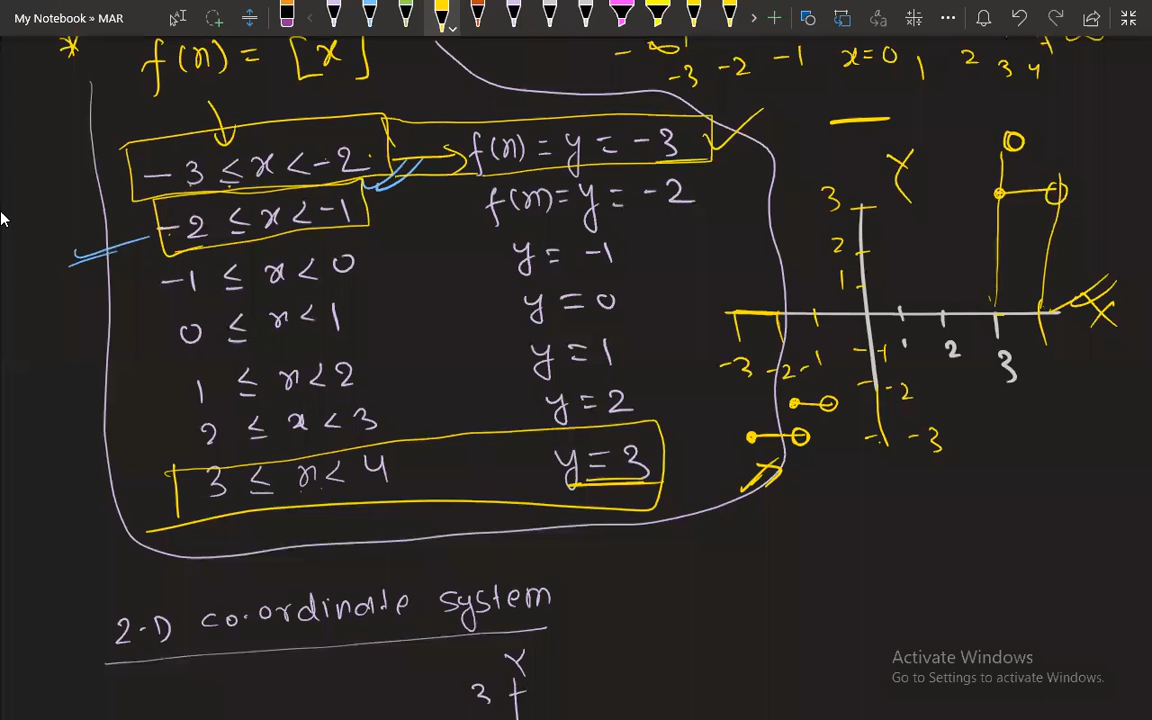 My Notebook » MAR
* f(n) = [x]
- ∞ -3 -2 -1 x=0 1 2 3 4 +∞
-3 ≤ x < -2 → f(n) = y = -3
-2 ≤ x < -1 f(n) = y = -2
-1 ≤ x < 0 y = -1
0 ≤ n < 1 y = 0
1 ≤ n < 2 y = 1
2 ≤ x < 3 y = 2
3 ≤ n < 4 y = 3
Y
3
2
1
X
-3 -2 -1 1 2 3
-1
-2
-3
2-D co-ordinate system
Y
3
Activate Windows
Go to Settings to activate Windows.